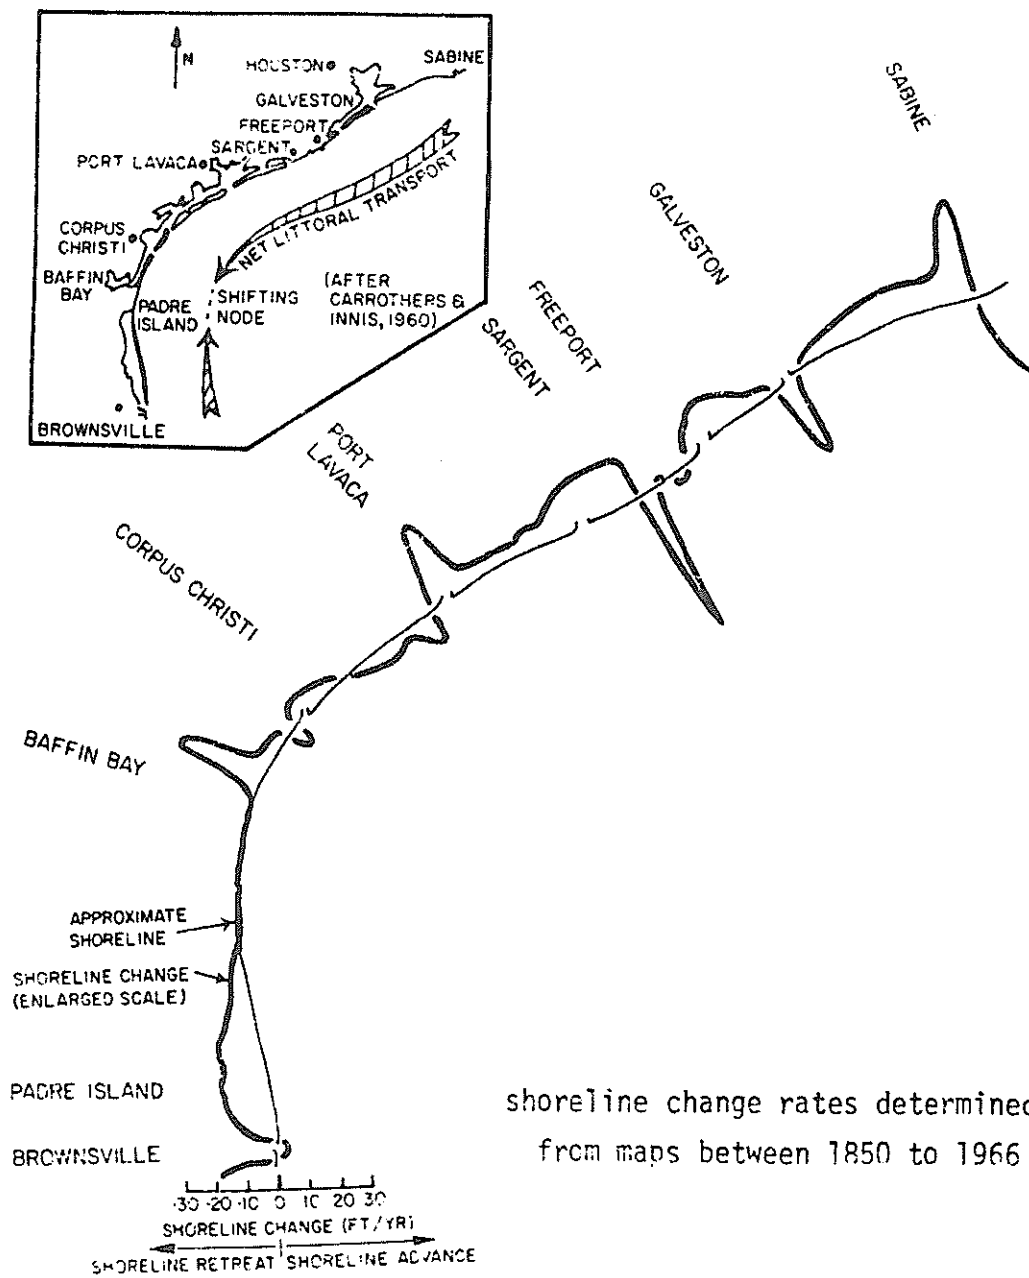 N
HOUSTON
SABINE
GALVESTON
FREEPORT
SARGENT
PORT LAVACA
CORPUS
CHRISTI
BAFFIN
BAY
PADRE
ISLAND
BROWNSVILLE
NET LITTORAL TRANSPORT
SHIFTING
NODE
(AFTER
CARROTHERS &
INNIS, 1960)
SABINE
GALVESTON
FREEPORT
SARGENT
PORT
LAVACA
CORPUS CHRISTI
BAFFIN BAY
APPROXIMATE
SHORELINE
SHORELINE CHANGE
(ENLARGED SCALE)
PADRE ISLAND
BROWNSVILLE
-30 -20 -10 0 10 20 30
SHORELINE CHANGE (FT./YR)
SHORELINE RETREAT SHORELINE ADVANCE
shoreline change rates determined
from maps between 1850 to 1966